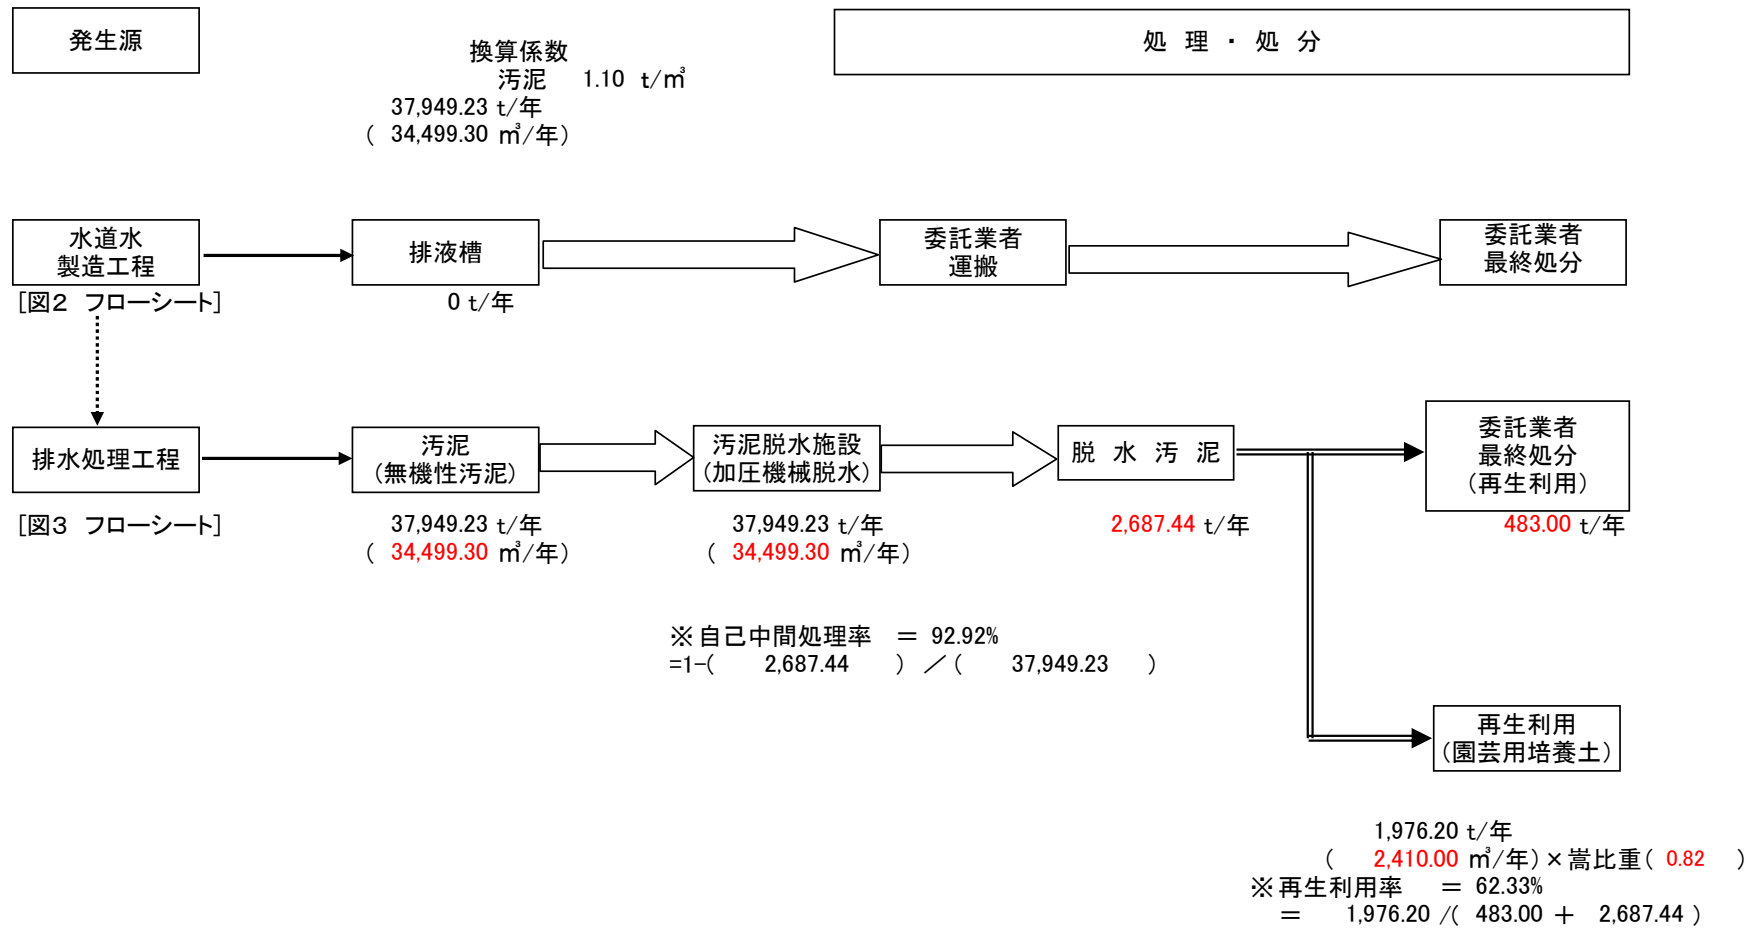 発生源
処 理 ・ 処 分
換算係数
汚泥 1.10 t/㎥
37,949.23 t/年
( 34,499.30 ㎥/年)
水道水
製造工程
排液槽
委託業者
運搬
委託業者
最終処分
[図2 フローシート]
0 t/年
排水処理工程
汚泥
(無機性汚泥)
汚泥脱水施設
(加圧機械脱水)
脱 水 汚 泥
委託業者
最終処分
(再生利用)
[図3 フローシート]
37,949.23 t/年
( 34,499.30 ㎥/年)
37,949.23 t/年
( 34,499.30 ㎥/年)
2,687.44 t/年
483.00 t/年
※自己中間処理率 = 92.92%
=1-( 2,687.44 ) /( 37,949.23 )
再生利用
(園芸用培養土)
1,976.20 t/年
( 2,410.00 ㎥/年)×嵩比重( 0.82 )
※再生利用率 = 62.33%
= 1,976.20 /( 483.00 + 2,687.44 )